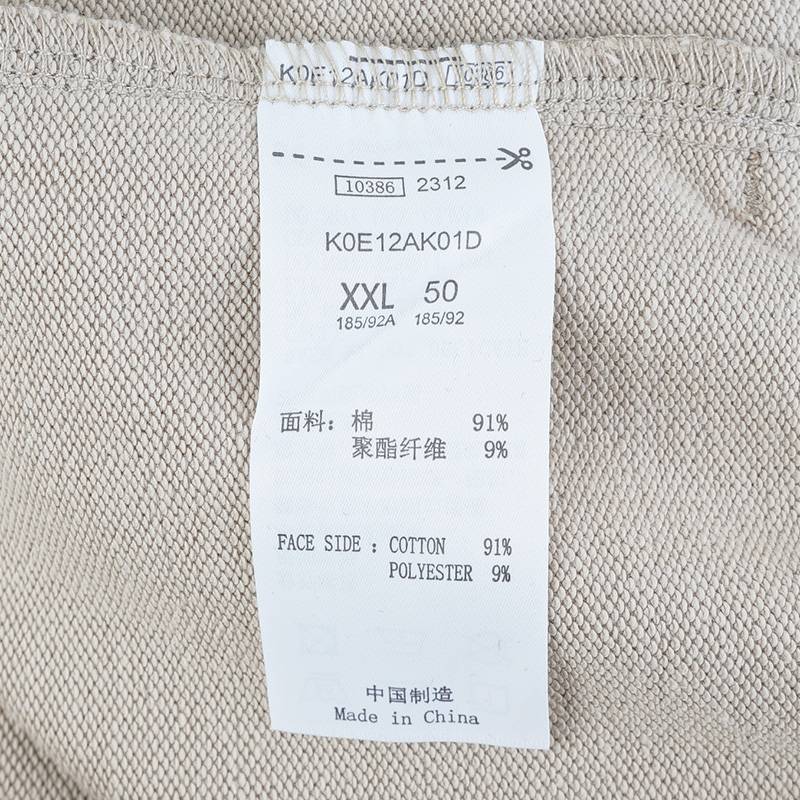 K0E12AK01D 10386
10386 2312
K0E12AK01D
XXL 50
185/92A 185/92
面料：棉 91%
聚酯纤维 9%
FACE SIDE : COTTON 91%
POLYESTER 9%
中国制造
Made in China